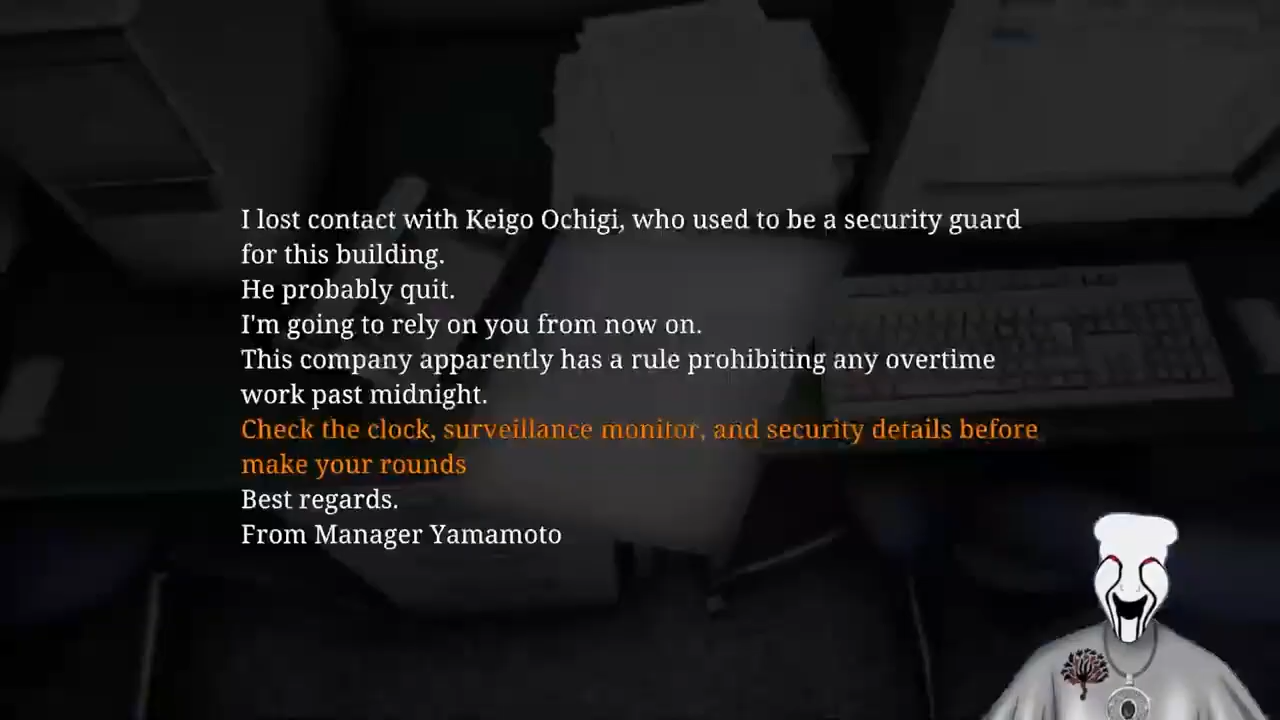 I lost contact with Keigo Ochigi, who used to be a security guard
for this building.
He probably quit.
I'm going to rely on you from now on.
This company apparently has a rule prohibiting any overtime
work past midnight.
Check the clock, surveillance monitor, and security details before
make your rounds
Best regards.
From Manager Yamamoto